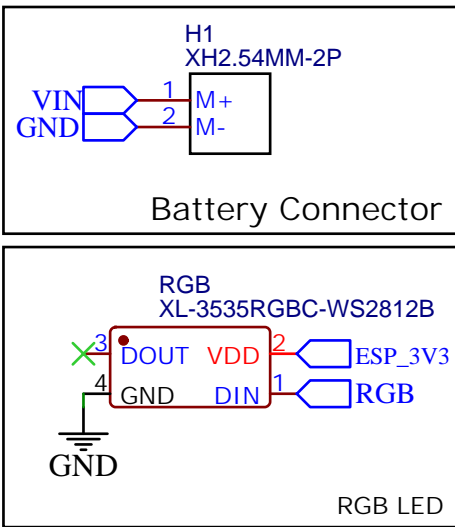 H1
XH2.54MM-2P
VIN 1 M+
GND 2 M-
Battery Connector
RGB
XL-3535RGBC-WS2812B
3 DOUT VDD 2 ESP_3V3
4 GND DIN 1 RGB
GND
RGB LED